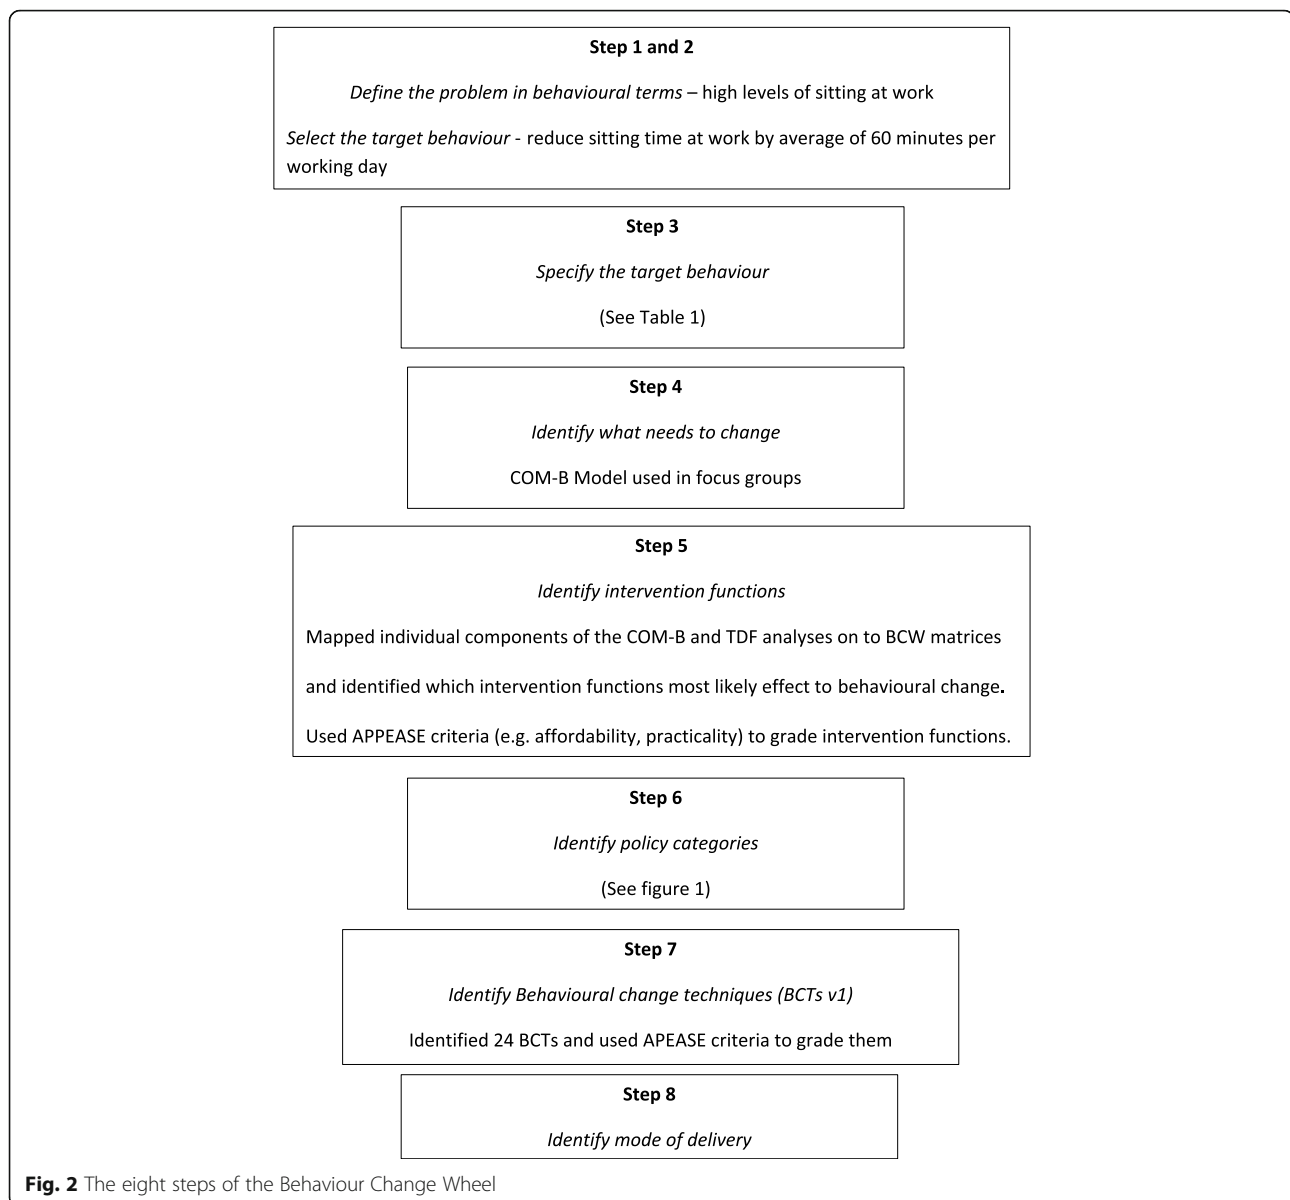 Step 1 and 2
Define the problem in behavioural terms – high levels of sitting at work
Select the target behaviour - reduce sitting time at work by average of 60 minutes per
working day
Step 3
Specify the target behaviour
(See Table 1)
Step 4
Identify what needs to change
COM-B Model used in focus groups
Step 5
Identify intervention functions
Mapped individual components of the COM-B and TDF analyses on to BCW matrices
and identified which intervention functions most likely effect to behavioural change.
Used APPEASE criteria (e.g. affordability, practicality) to grade intervention functions.
Step 6
Identify policy categories
(See figure 1)
Step 7
Identify Behavioural change techniques (BCTs v1)
Identified 24 BCTs and used APEASE criteria to grade them
Step 8
Identify mode of delivery
Fig. 2 The eight steps of the Behaviour Change Wheel